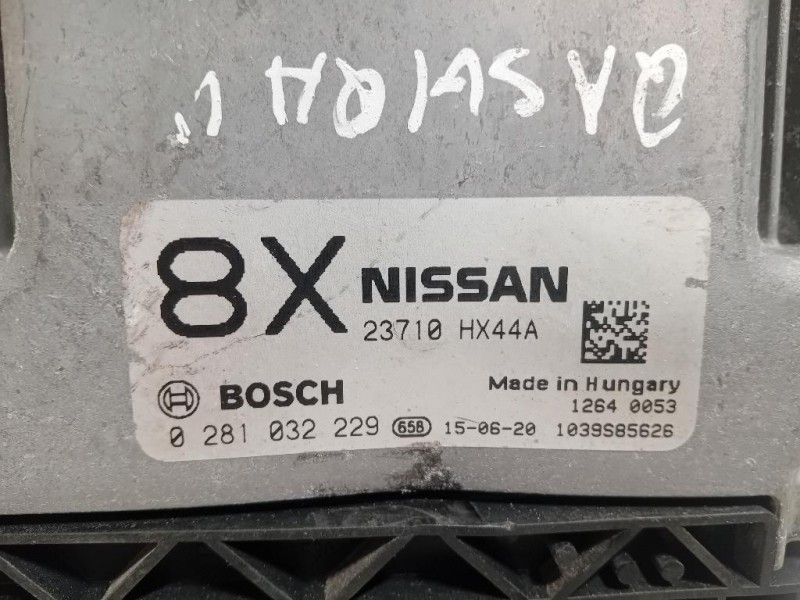 8X NISSAN
23710 HX44A
BOSCH
Made in Hungary
1264 0053
0 281 032 229 658 15-06-20 1039S85626